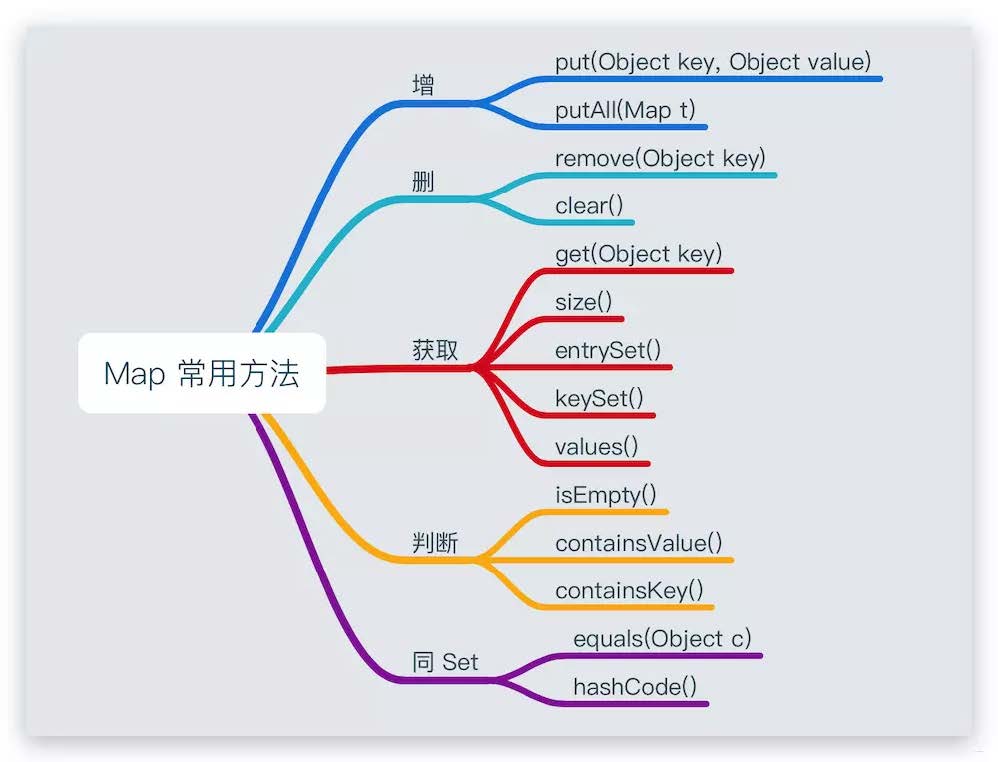 Map 常用方法
增
put(Object key, Object value)
putAll(Map t)
删
remove(Object key)
clear()
获取
get(Object key)
size()
entrySet()
keySet()
values()
判断
isEmpty()
containsValue()
containsKey()
同 Set
equals(Object c)
hashCode()